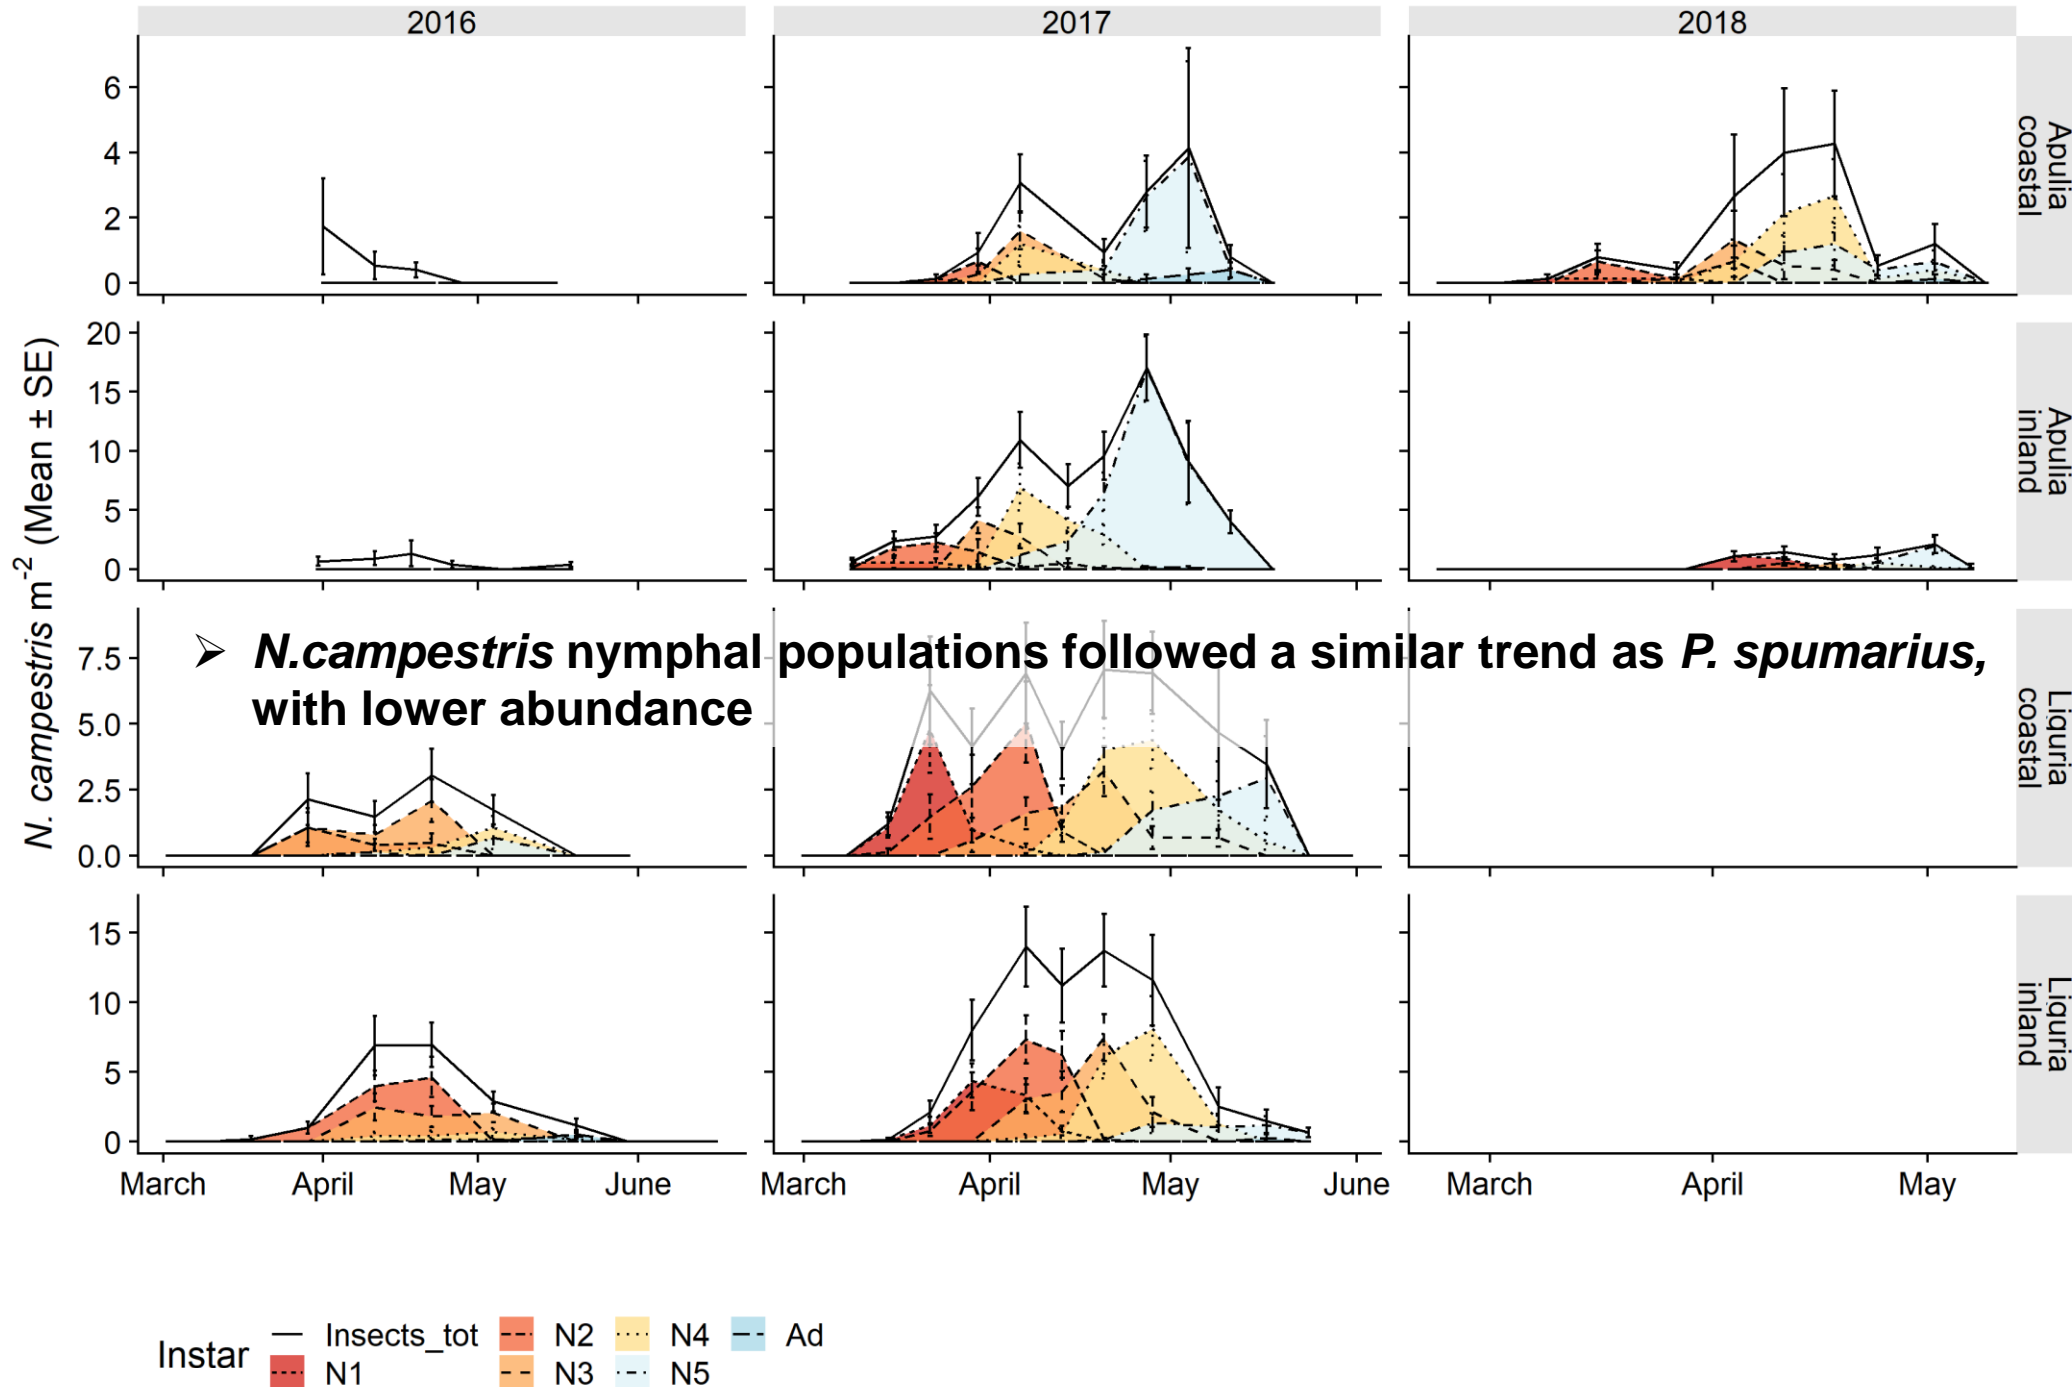 2016
2017
2018
6
4
2
0
Apulia
coastal
20
15
10
5
0
Apulia
inland
N. campestris m-2 (Mean ± SE)
➢ N.campestris nymphal populations followed a similar trend as P. spumarius,
with lower abundance
7.5
5.0
2.5
0.0
Liguria
coastal
15
10
5
0
Liguria
inland
March April May June March April May June March April May
Instar
Insects_tot N2 N4 Ad
N1 N3 N5